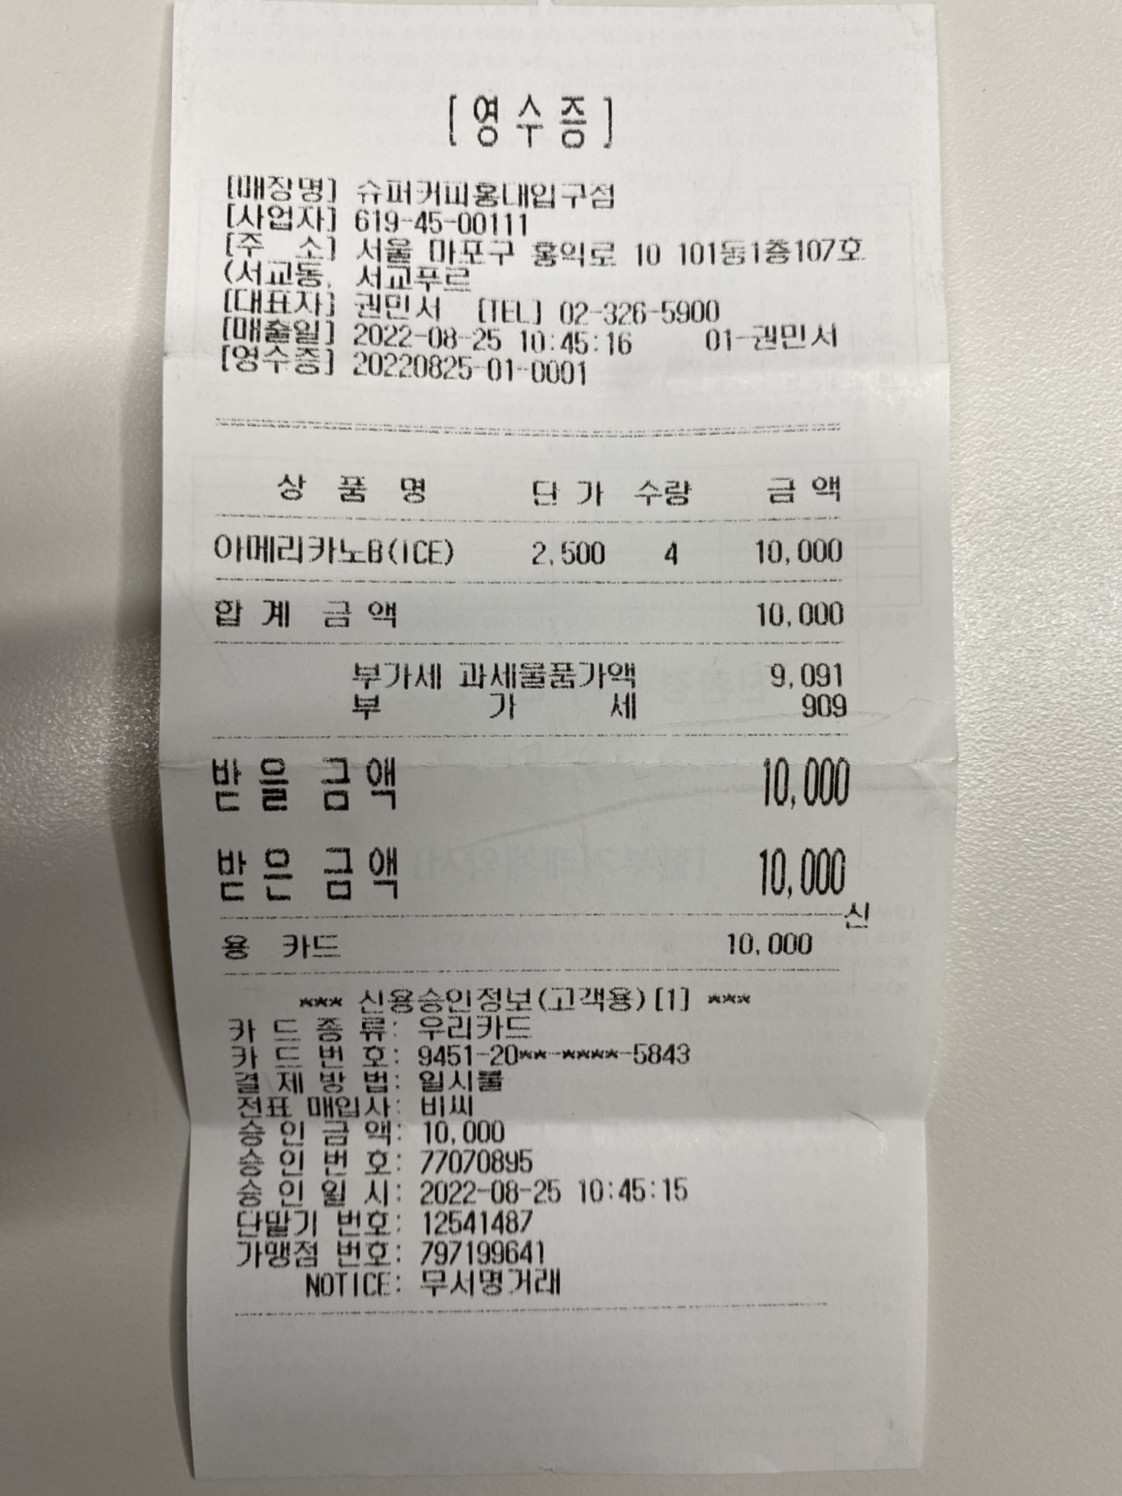 [영수증]
[매장명] 슈퍼커피홍대입구점
[사업자] 619-45-00111
[주 소] 서울 마포구 홍익로 10 101동1층107호
(서교동, 서교푸르
[대표자] 권민서 [TEL] 02-326-5900
[매출일] 2022-08-25 10:45:16 01-권민서
[영수증] 20220825-01-0001
상 품 명 단 가 수량 금 액
아메리카노B(ICE) 2,500 4 10,000
합 계 금 액 10,000
부가세 과세물품가액 9,091
부 가 세 909
받 을 금 액 10,000
받 은 금 액 10,000
신
용 카드 10,000
*** 신용승인정보(고객용)[1] ***
카 드 종 류: 우리카드
카 드 번 호: 9451-20**-****-5843
결 제 방 법: 일시불
전표 매입사: 비씨
승 인 금 액: 10,000
승 인 번 호: 77070895
승 인 일 시: 2022-08-25 10:45:15
단말기 번호: 12541487
가맹점 번호: 797199641
NOTICE: 무서명거래